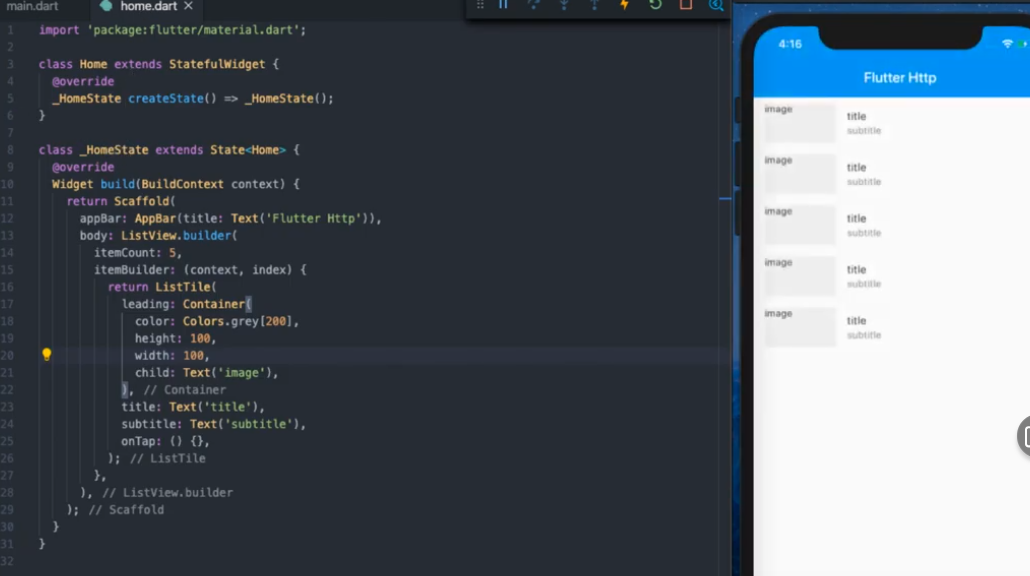 main.dart
home.dart ×
1 import 'package:flutter/material.dart';
2
3 class Home extends StatefulWidget {
4 @override
5 _HomeState createState() => _HomeState();
6 }
7
8 class _HomeState extends State<Home> {
9 @override
10 Widget build(BuildContext context) {
11 return Scaffold(
12 appBar: AppBar(title: Text('Flutter Http')),
13 body: ListView.builder(
14 itemCount: 5,
15 itemBuilder: (context, index) {
16 return ListTile(
17 leading: Container(
18 color: Colors.grey[200],
19 height: 100,
20 width: 100,
21 child: Text('image'),
22 ), // Container
23 title: Text('title'),
24 subtitle: Text('subtitle'),
25 onTap: () {},
26 ); // ListTile
27 },
28 ), // ListView.builder
29 ); // Scaffold
30 }
31 }
32
4:16
Flutter Http
image
title
subtitle
image
title
subtitle
image
title
subtitle
image
title
subtitle
image
title
subtitle